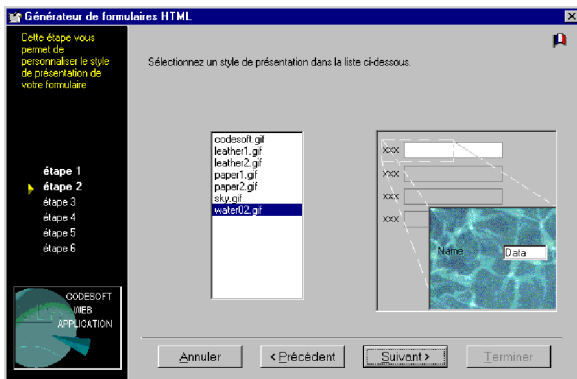 Générateur de formulaires HTML
Cette étape vous
permet de
personnaliser le style
de présentation de
votre formulaire
Sélectionnez un style de présentation dans la liste ci-dessous.
étape 1
étape 2
étape 3
étape 4
étape 5
étape 6
codesoft.gif
leather1.gif
leather2.gif
paper1.gif
paper2.gif
sky.gif
water02.gif
xxx
xxx
xxx
xxx
Name Data
CODESOFT
WEB
APPLICATION
Annuler < Précédent Suivant > Terminer